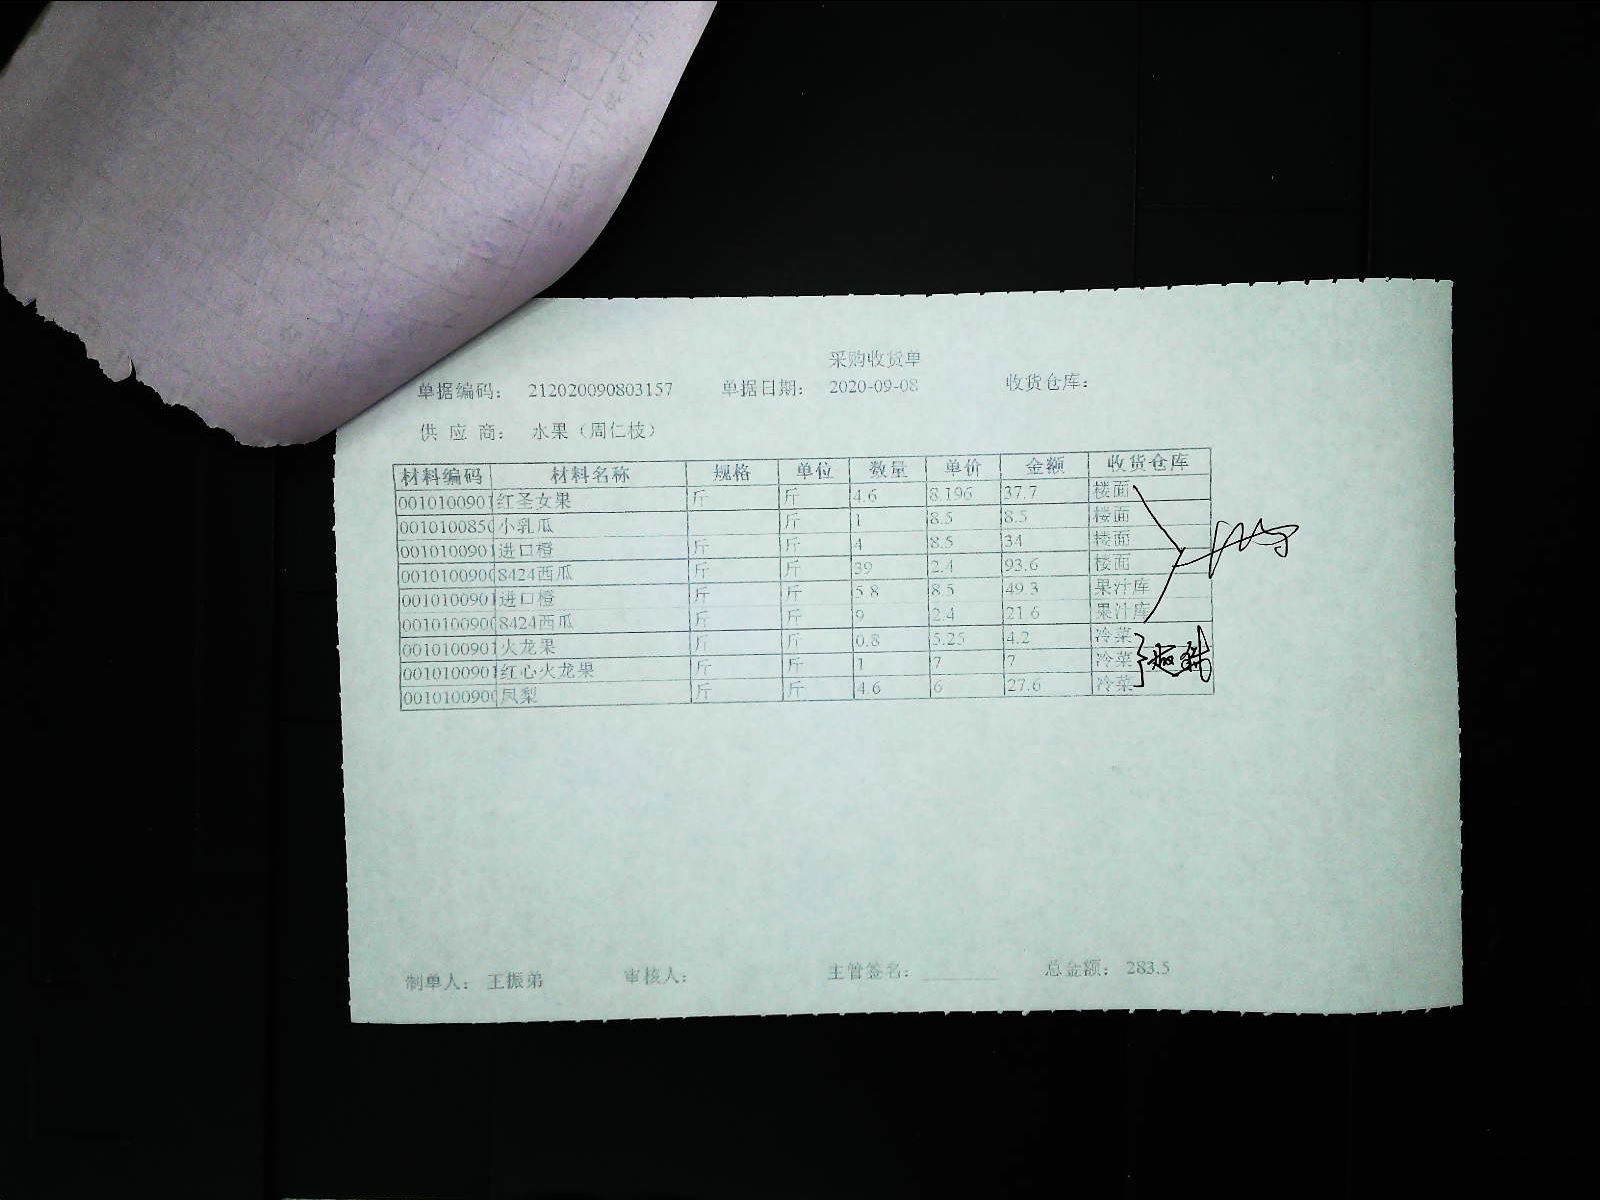 采购收货单
单据编码： 212020090803157 单据日期： 2020-09-08 收货仓库：
供 应 商： 水果（周仁枝）
材料编码 材料名称 规格 单位 数量 单价 金额 收货仓库
0010100901 红圣女果 斤 斤 4.6 8.196 37.7 楼面
001010085 小乳瓜 斤 1 8.5 8.5 楼面
0010100901 进口橙 斤 斤 4 8.5 34 楼面
001010090 8424西瓜 斤 斤 39 2.4 93.6 楼面
0010100901 进口橙 斤 斤 5.8 8.5 49.3 果汁库
001010090 8424西瓜 斤 斤 9 2.4 21.6 果汁库
0010100901 火龙果 斤 斤 0.8 5.25 4.2 冷菜
0010100901 红心火龙果 斤 斤 1 7 7 冷菜
001010090 凤梨 斤 斤 4.6 6 27.6 冷菜
制单人： 王振弟 审核人： 主管签名： 总金额： 283.5